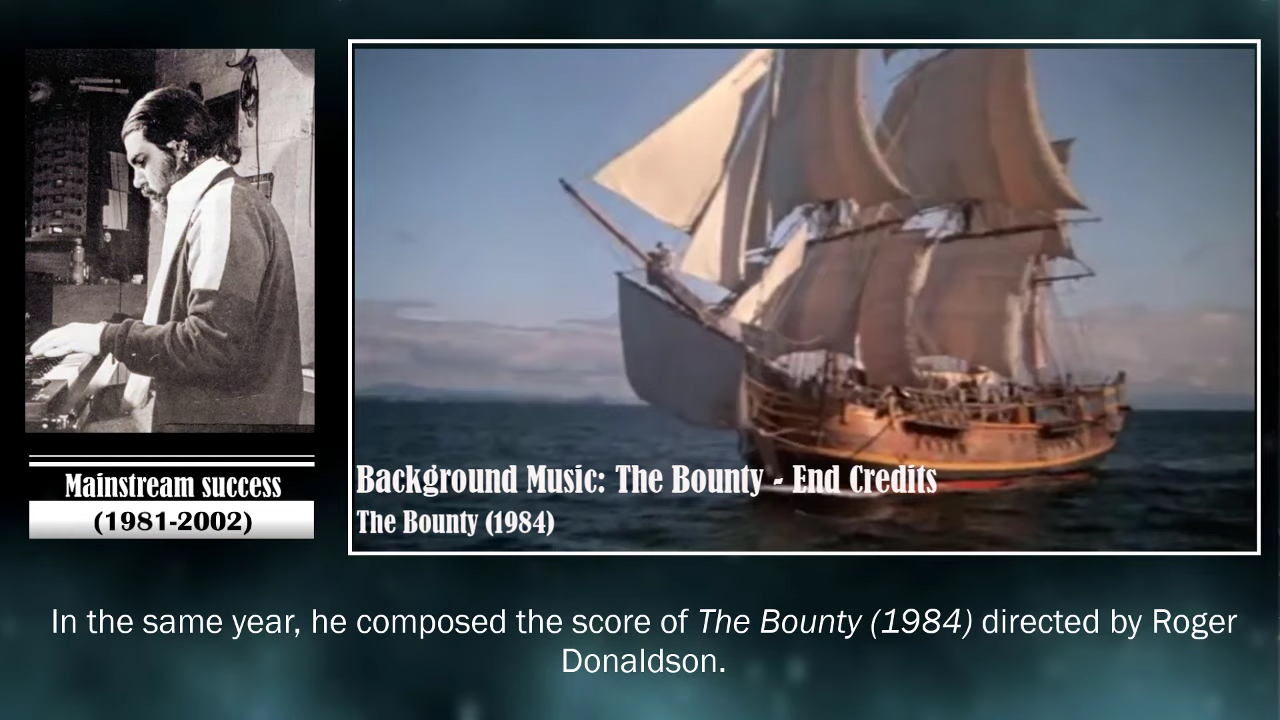 Mainstream success
(1981-2002)
Background Music: The Bounty - End Credits
The Bounty (1984)
In the same year, he composed the score of The Bounty (1984) directed by Roger
Donaldson.